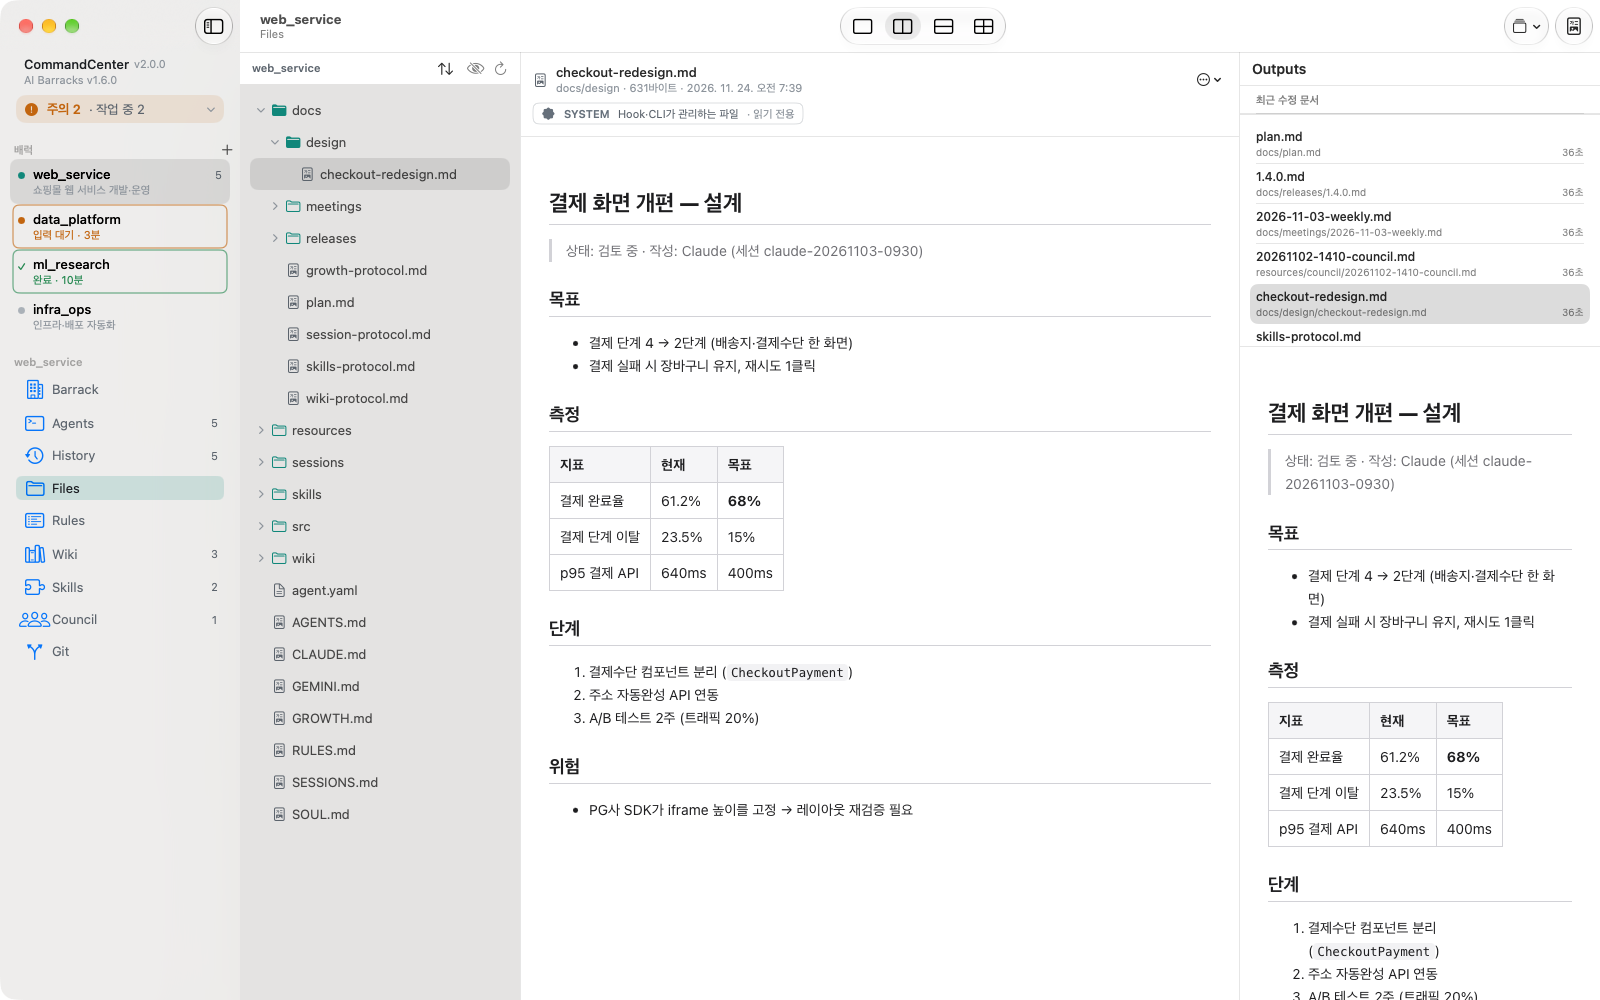 CommandCenter v2.0.0
AI Barracks v1.6.0
주의 2 · 작업 중 2
배럭
web_service 5
쇼핑몰 웹 서비스 개발·운영
data_platform
입력 대기 · 3분
ml_research
완료 · 10분
infra_ops
인프라·배포 자동화
web_service
Barrack
Agents 5
History 5
Files
Rules
Wiki 3
Skills 2
Council 1
Git
web_service
Files
web_service
docs
design
checkout-redesign.md
meetings
releases
growth-protocol.md
plan.md
session-protocol.md
skills-protocol.md
wiki-protocol.md
resources
sessions
skills
src
wiki
agent.yaml
AGENTS.md
CLAUDE.md
GEMINI.md
GROWTH.md
RULES.md
SESSIONS.md
SOUL.md
checkout-redesign.md
docs/design · 631바이트 · 2026. 11. 24. 오전 7:39
SYSTEM Hook·CLI가 관리하는 파일 · 읽기 전용
결제 화면 개편 — 설계
상태: 검토 중 · 작성: Claude (세션 claude-20261103-0930)
목표
• 결제 단계 4 → 2단계 (배송지·결제수단 한 화면)
• 결제 실패 시 장바구니 유지, 재시도 1클릭
측정
지표 현재 목표
결제 완료율 61.2% 68%
결제 단계 이탈 23.5% 15%
p95 결제 API 640ms 400ms
단계
1. 결제수단 컴포넌트 분리 ( CheckoutPayment )
2. 주소 자동완성 API 연동
3. A/B 테스트 2주 (트래픽 20%)
위험
• PG사 SDK가 iframe 높이를 고정 → 레이아웃 재검증 필요
Outputs
최근 수정 문서
plan.md
docs/plan.md 36초
1.4.0.md
docs/releases/1.4.0.md 36초
2026-11-03-weekly.md
docs/meetings/2026-11-03-weekly.md 36초
20261102-1410-council.md
resources/council/20261102-1410-council.md 36초
checkout-redesign.md
docs/design/checkout-redesign.md 36초
skills-protocol.md
결제 화면 개편 — 설계
상태: 검토 중 · 작성: Claude (세션 claude-
20261103-0930)
목표
• 결제 단계 4 → 2단계 (배송지·결제수단 한 화
면)
• 결제 실패 시 장바구니 유지, 재시도 1클릭
측정
지표 현재 목표
결제 완료율 61.2% 68%
결제 단계 이탈 23.5% 15%
p95 결제 API 640ms 400ms
단계
1. 결제수단 컴포넌트 분리
( CheckoutPayment )
2. 주소 자동완성 API 연동
3. A/B 테스트 2주 (트래픽 20%)